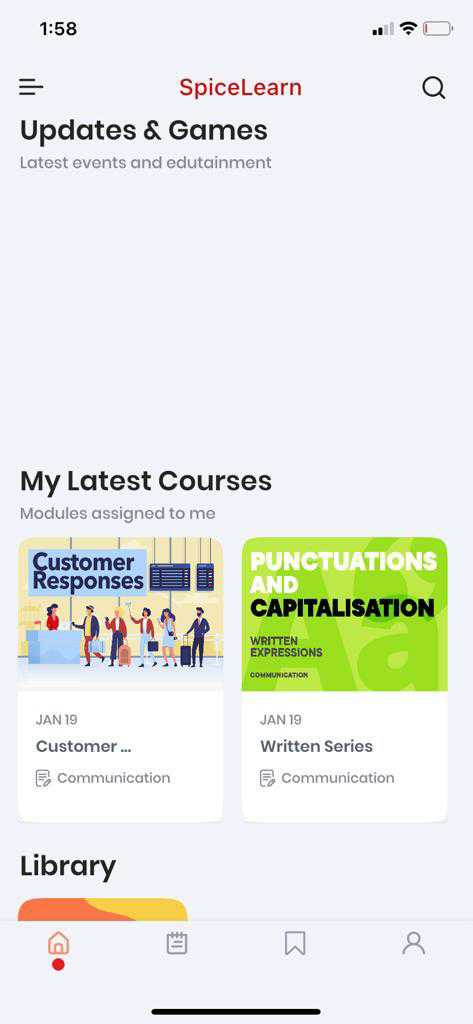 1:58
SpiceLearn
Updates & Games
Latest events and edutainment
My Latest Courses
Modules assigned to me
Customer
Responses
PUNCTUATIONS
AND
CAPITALISATION
WRITTEN
EXPRESSIONS
COMMUNICATION
JAN 19
Customer ...
Communication
JAN 19
Written Series
Communication
Library